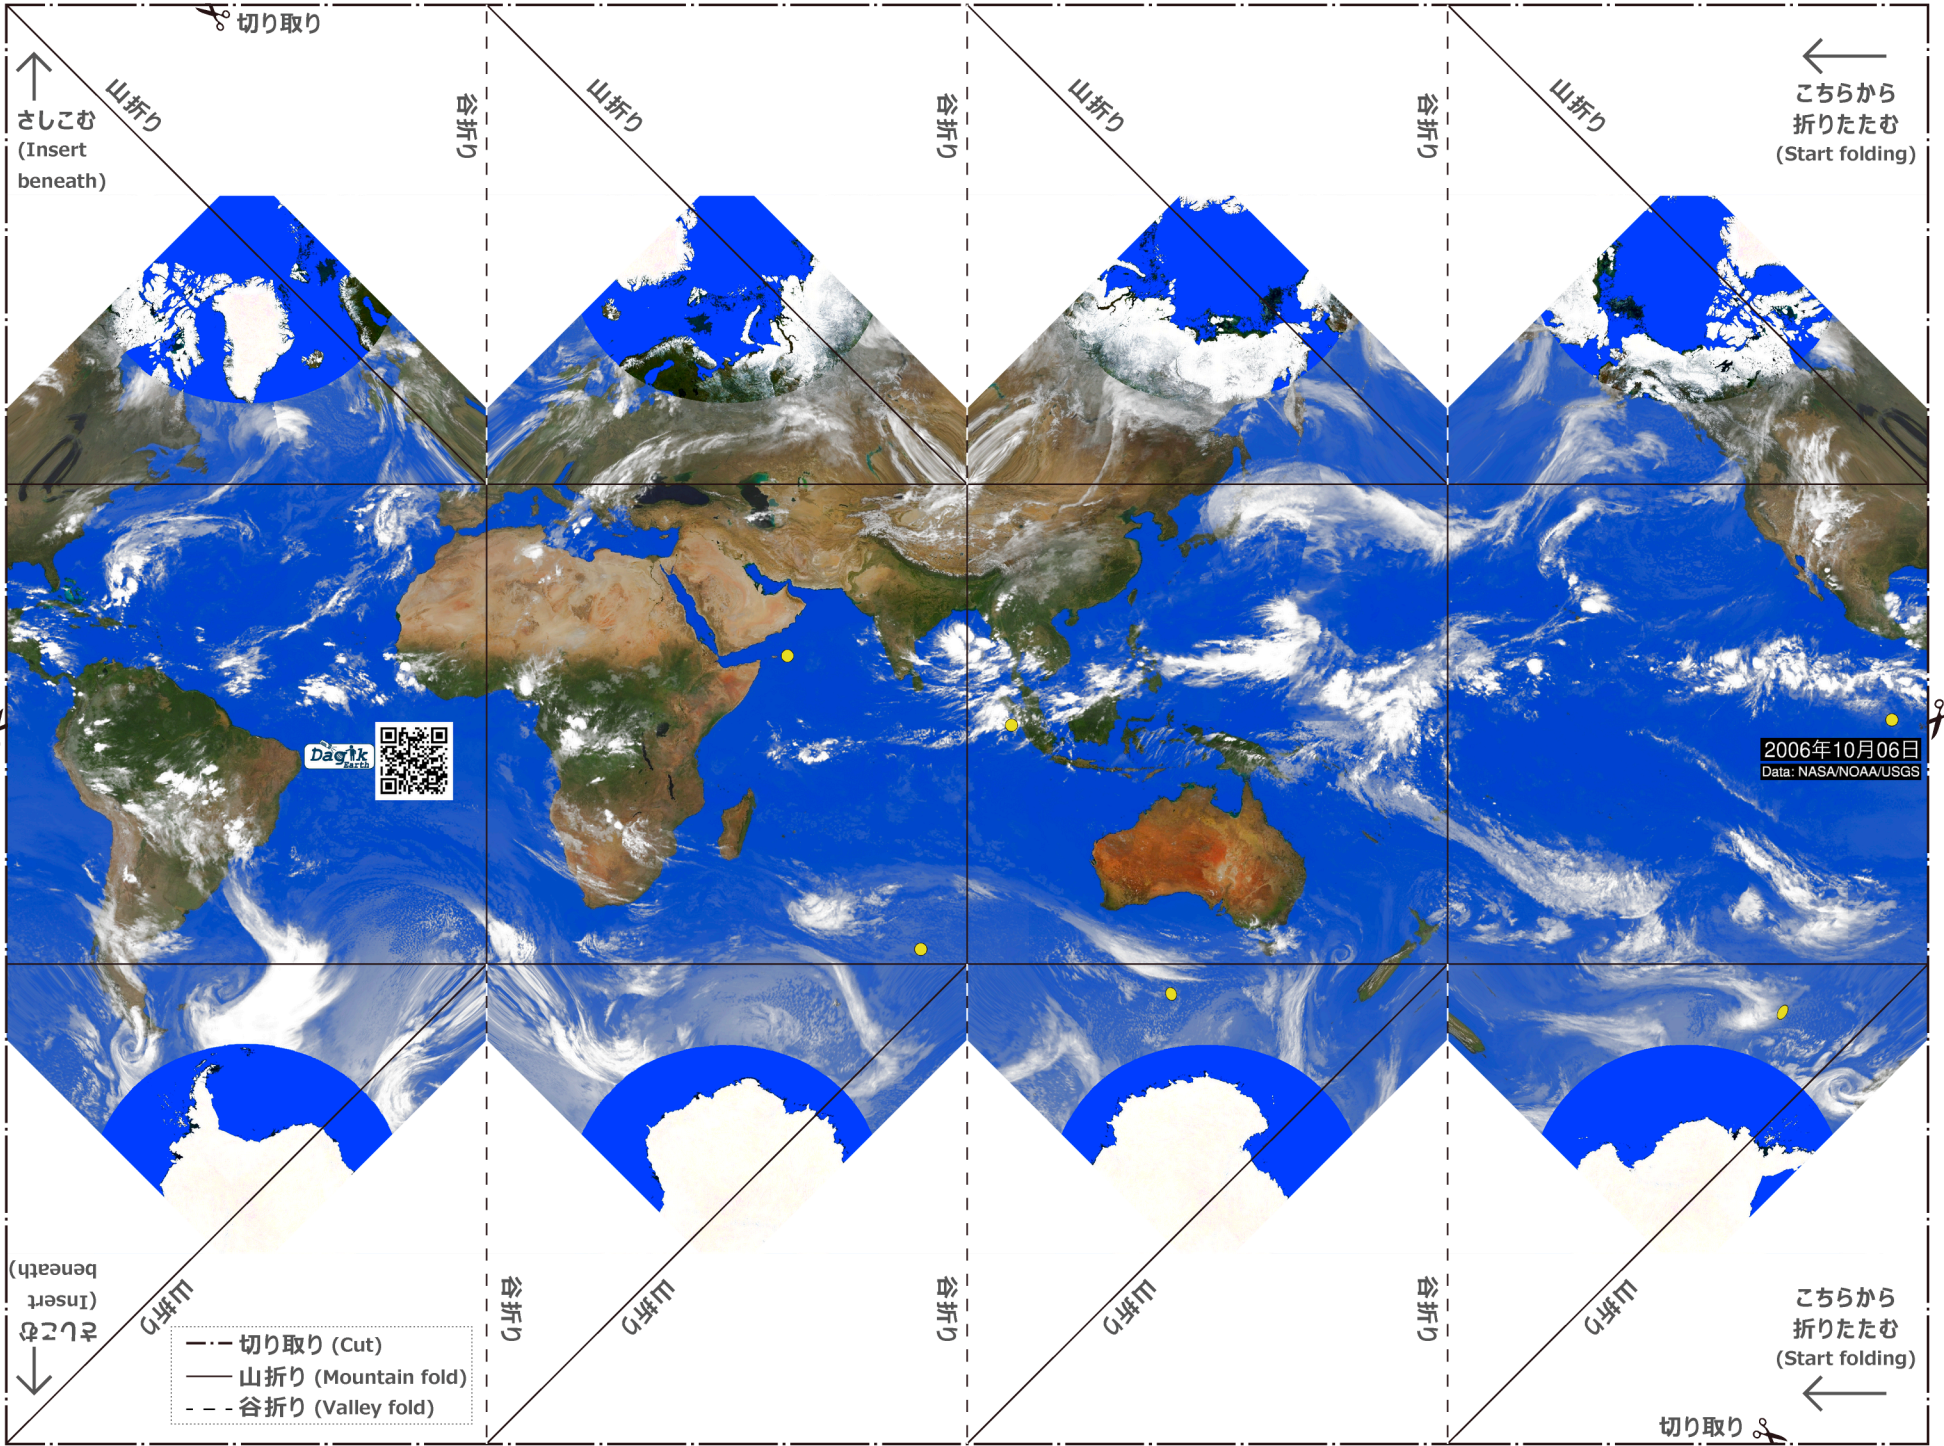 切り取り
山折り
谷折り
山折り
谷折り
山折り
谷折り
山折り
さしこむ
(Insert
beneath)
こちらから
折りたたむ
(Start folding)
Dagik
Earth
2006年10月06日
Data: NASA/NOAA/USGS
さしこむ
(Insert
beneath)
山折り
谷折り
山折り
谷折り
山折り
谷折り
山折り
こちらから
折りたたむ
(Start folding)
切り取り (Cut)
山折り (Mountain fold)
谷折り (Valley fold)
切り取り